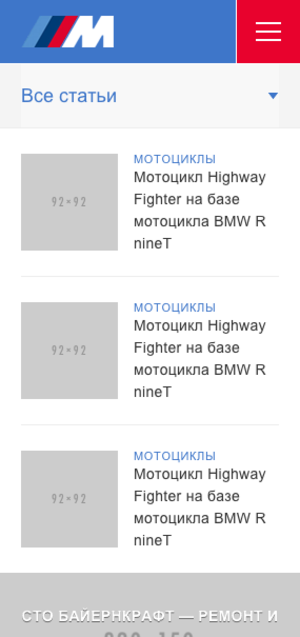 Все статьи
МОТОЦИКЛЫ
Мотоцикл Highway
Fighter на базе
мотоцикла BMW R
nineT
92×92
МОТОЦИКЛЫ
Мотоцикл Highway
Fighter на базе
мотоцикла BMW R
nineT
92×92
МОТОЦИКЛЫ
Мотоцикл Highway
Fighter на базе
мотоцикла BMW R
nineT
92×92
СТО БАЙЕРНКРАФТ — РЕМОНТ И